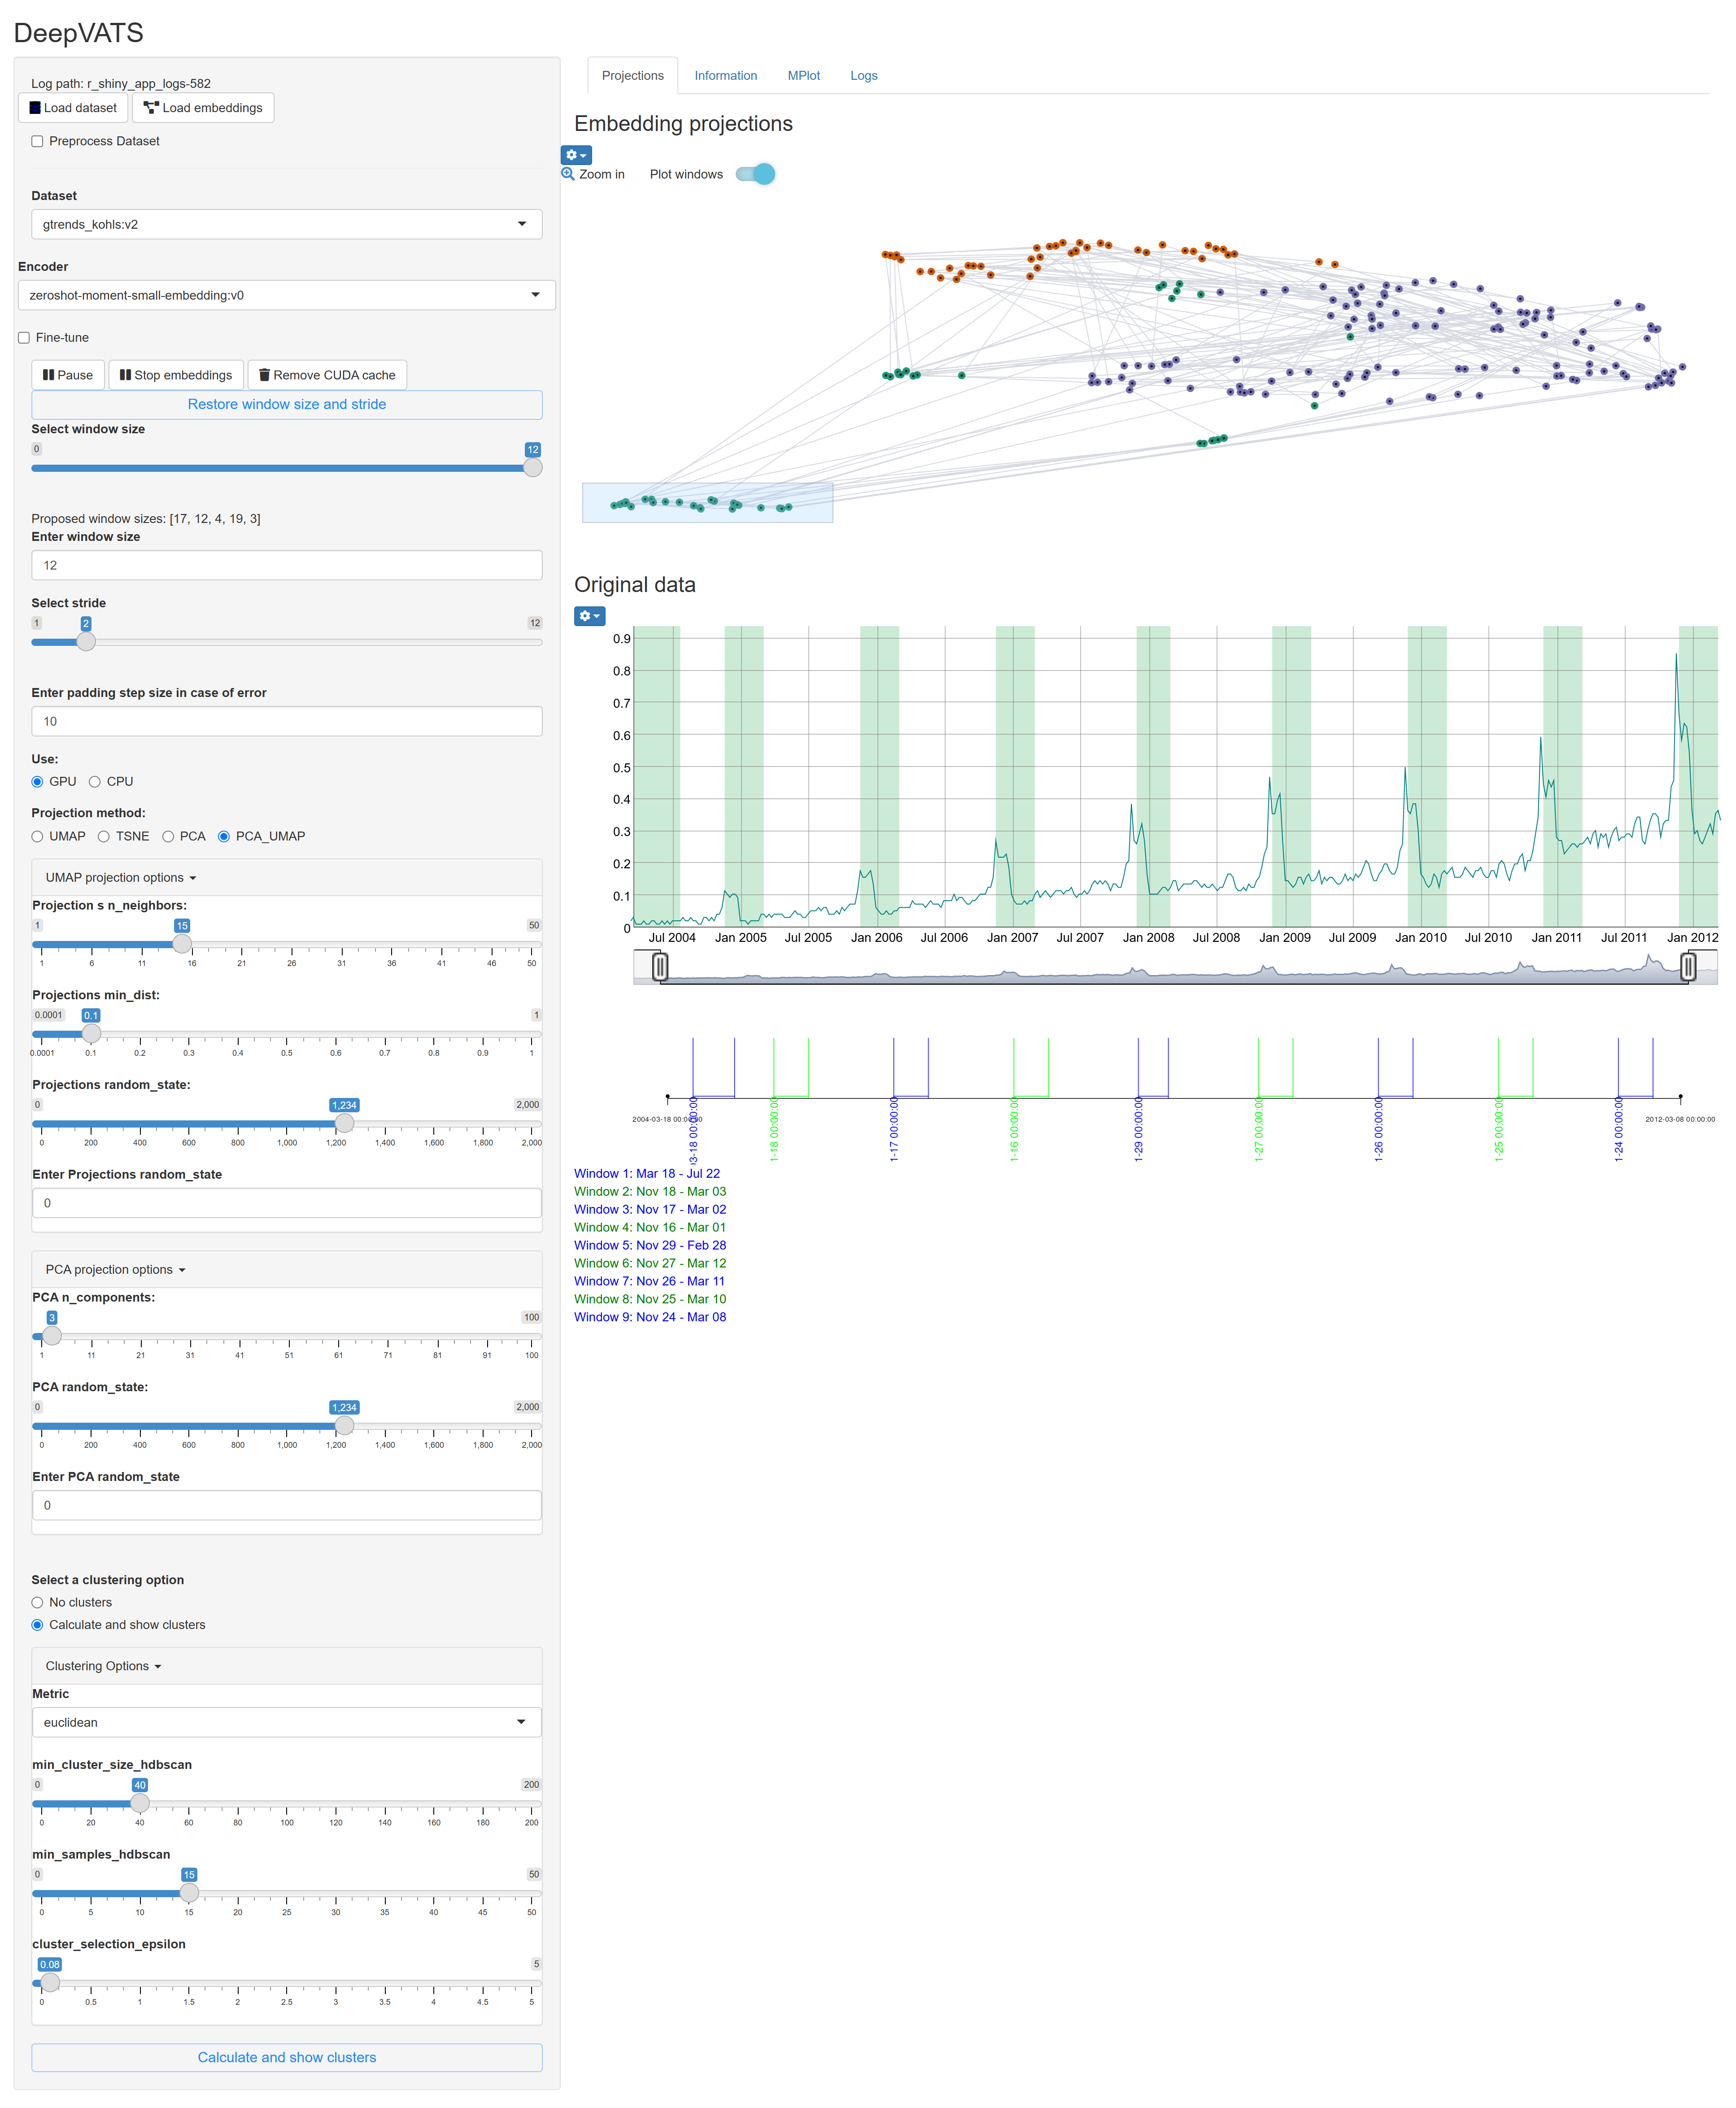 DeepVATS
Log path: r_shiny_app_logs-582
Load dataset Load embeddings
Preprocess Dataset
Dataset
gtrends_kohls:v2
Encoder
zeroshot-moment-small-embedding:v0
Fine-tune
Pause Stop embeddings Remove CUDA cache
Restore window size and stride
Select window size
0 12
Proposed window sizes: [17, 12, 4, 19, 3]
Enter window size
12
Select stride
1 2 12
Enter padding step size in case of error
10
Use:
GPU CPU
Projection method:
UMAP TSNE PCA PCA_UMAP
UMAP projection options
Projection s n_neighbors:
1 15 50
1 6 11 16 21 26 31 36 41 46 50
Projections min_dist:
0.0001 0.1 1
0.0001 0.1 0.2 0.3 0.4 0.5 0.6 0.7 0.8 0.9 1
Projections random_state:
0 1,234 2,000
0 200 400 600 800 1,000 1,200 1,400 1,600 1,800 2,000
Enter Projections random_state
0
PCA projection options
PCA n_components:
3 100
1 11 21 31 41 51 61 71 81 91 100
PCA random_state:
0 1,234 2,000
0 200 400 600 800 1,000 1,200 1,400 1,600 1,800 2,000
Enter PCA random_state
0
Select a clustering option
No clusters
Calculate and show clusters
Clustering Options
Metric
euclidean
min_cluster_size_hdbscan
0 40 200
0 20 40 60 80 100 120 140 160 180 200
min_samples_hdbscan
0 15 50
0 5 10 15 20 25 30 35 40 45 50
cluster_selection_epsilon
0.08 5
0 0.5 1 1.5 2 2.5 3 3.5 4 4.5 5
Calculate and show clusters
Projections Information MPlot Logs
Embedding projections
Zoom in Plot windows
Original data
0.9
0.8
0.7
0.6
0.5
0.4
0.3
0.2
0.1
0
Jul 2004 Jan 2005 Jul 2005 Jan 2006 Jul 2006 Jan 2007 Jul 2007 Jan 2008 Jul 2008 Jan 2009 Jul 2009 Jan 2010 Jul 2010 Jan 2011 Jul 2011 Jan 2012
2004-03-18 00:00:00 2012-03-08 00:00:00
3-18 00:00:00
1-18 00:00:00
1-17 00:00:00
1-16 00:00:00
1-29 00:00:00
1-27 00:00:00
1-26 00:00:00
1-25 00:00:00
1-24 00:00:00
Window 1: Mar 18 - Jul 22
Window 2: Nov 18 - Mar 03
Window 3: Nov 17 - Mar 02
Window 4: Nov 16 - Mar 01
Window 5: Nov 29 - Feb 28
Window 6: Nov 27 - Mar 12
Window 7: Nov 26 - Mar 11
Window 8: Nov 25 - Mar 10
Window 9: Nov 24 - Mar 08